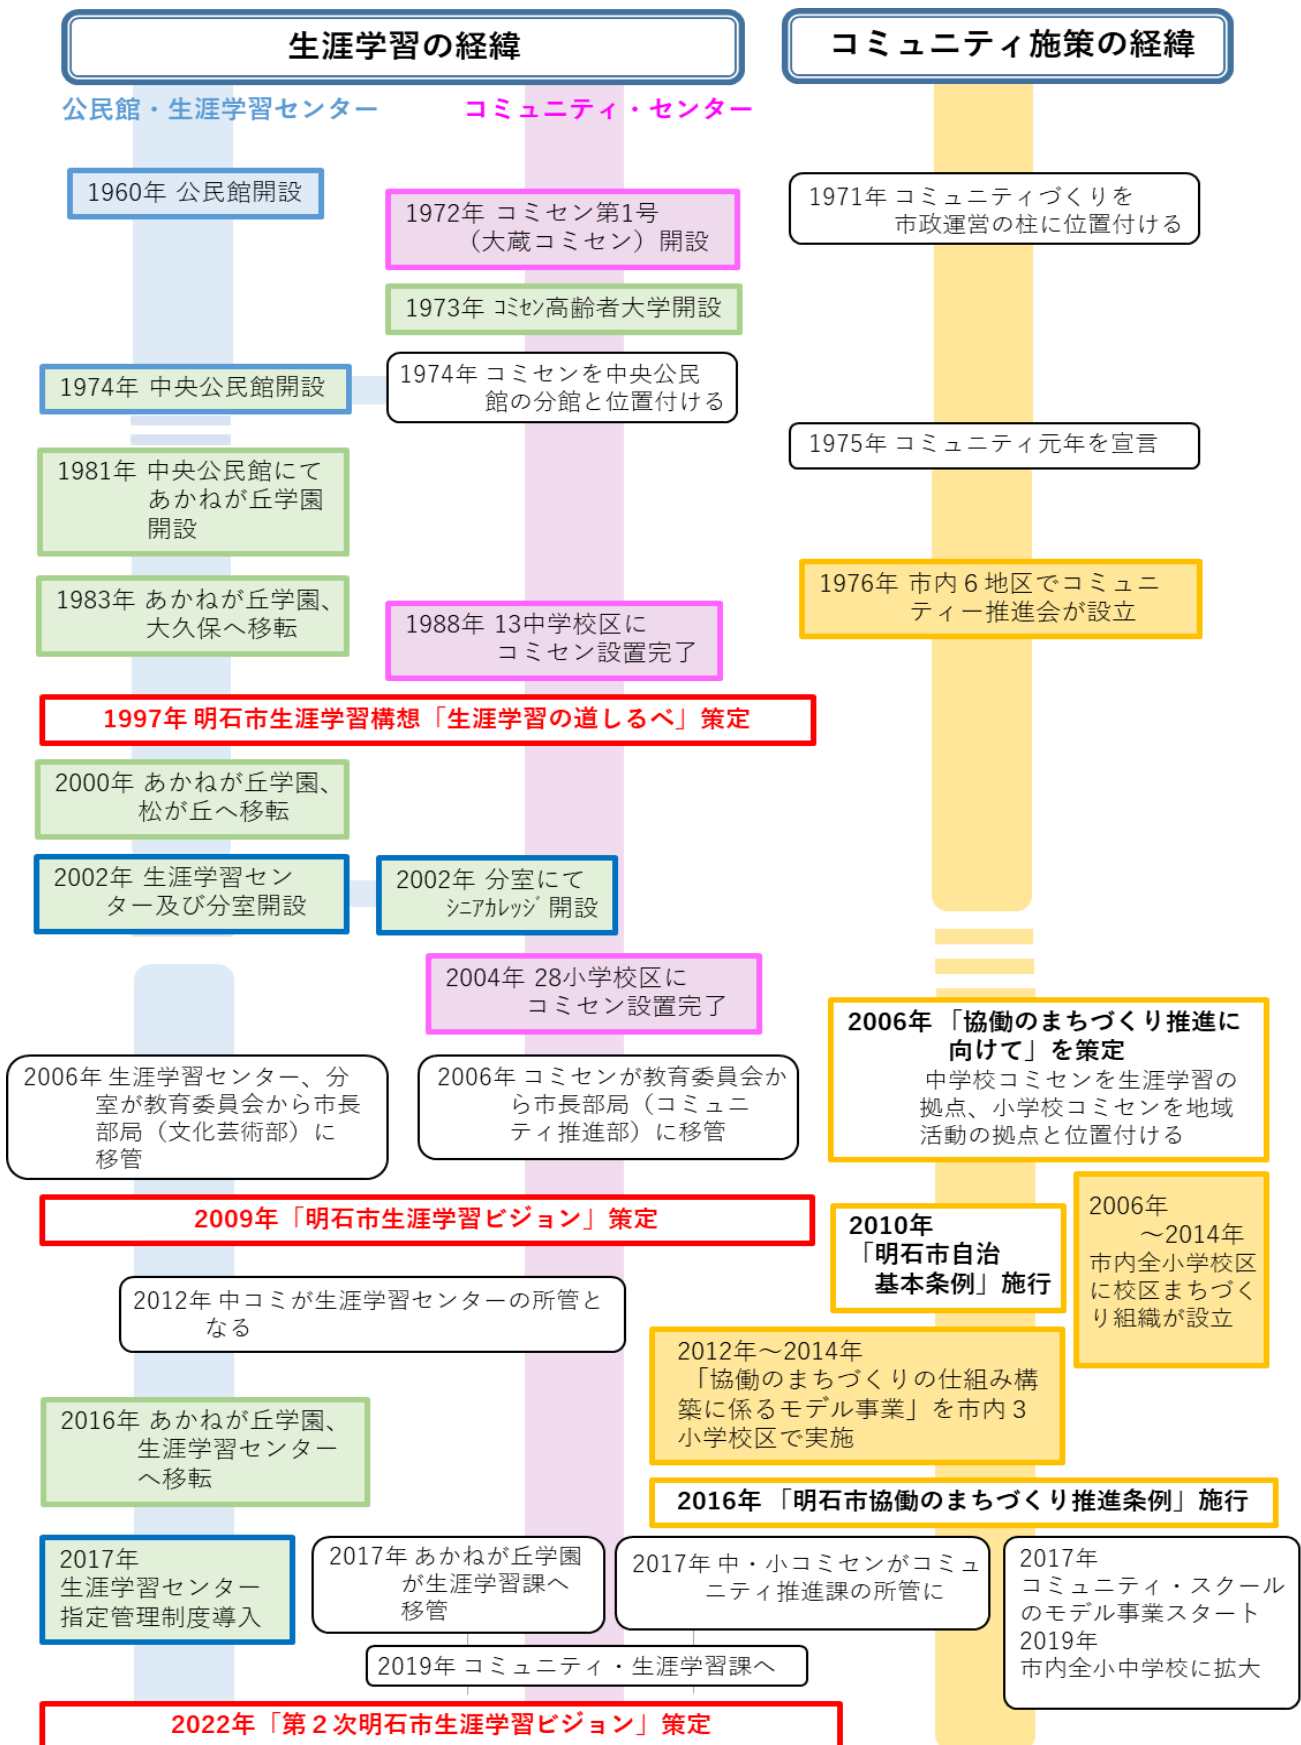 生涯学習の経緯
コミュニティ施策の経緯
公民館・生涯学習センター
コミュニティ・センター
1960年 公民館開設
1972年 コミセン第1号
（大蔵コミセン）開設
1971年 コミュニティづくりを
市政運営の柱に位置付ける
1973年 ｺﾐｾﾝ高齢者大学開設
1974年 中央公民館開設
1974年 コミセンを中央公民
館の分館と位置付ける
1975年 コミュニティ元年を宣言
1981年 中央公民館にて
あかねが丘学園
開設
1976年 市内６地区でコミュニ
ティー推進会が設立
1983年 あかねが丘学園、
大久保へ移転
1988年 13中学校区に
コミセン設置完了
1997年 明石市生涯学習構想「生涯学習の道しるべ」策定
2000年 あかねが丘学園、
松が丘へ移転
2002年 生涯学習セン
ター及び分室開設
2002年 分室にて
ｼﾆｱｶﾚｯｼﾞ 開設
2004年 28小学校区に
コミセン設置完了
2006年 「協働のまちづくり推進に
向けて」を策定
中学校コミセンを生涯学習の
拠点、小学校コミセンを地域
活動の拠点と位置付ける
2006年 生涯学習センター、分
室が教育委員会から市長
部局（文化芸術部）に
移管
2006年 コミセンが教育委員会か
ら市長部局（コミュニ
ティ推進部）に移管
2009年「明石市生涯学習ビジョン」策定
2010年
「明石市自治
基本条例」施行
2006年
～2014年
市内全小学校区
に校区まちづく
り組織が設立
2012年 中コミが生涯学習センターの所管と
なる
2012年～2014年
「協働のまちづくりの仕組み構
築に係るモデル事業」を市内３
小学校区で実施
2016年 あかねが丘学園、
生涯学習センター
へ移転
2016年 「明石市協働のまちづくり推進条例」施行
2017年
生涯学習センター
指定管理制度導入
2017年 あかねが丘学園
が生涯学習課へ
移管
2017年 中・小コミセンがコミュ
ニティ推進課の所管に
2017年
コミュニティ・スクール
のモデル事業スタート
2019年
市内全小中学校に拡大
2019年 コミュニティ・生涯学習課へ
2022年「第２次明石市生涯学習ビジョン」策定